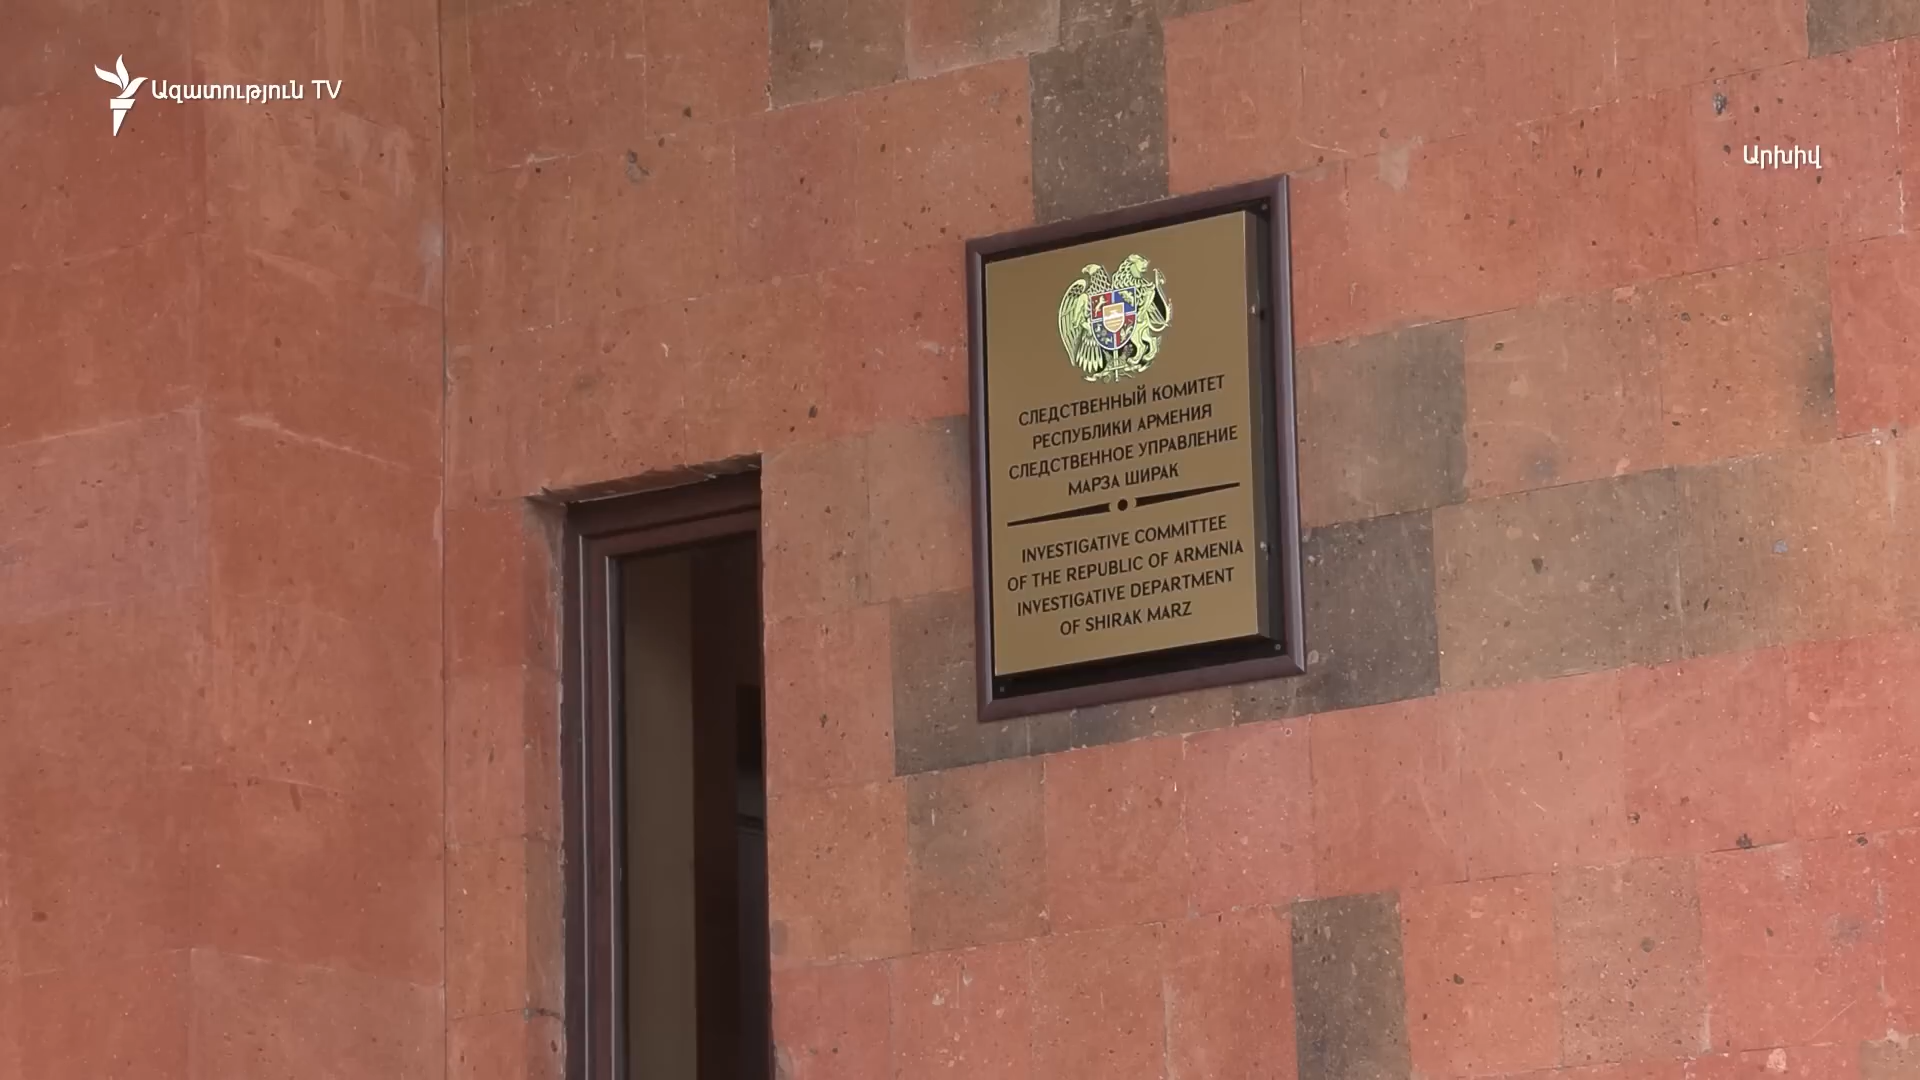 Ազատություն TV
Արխիվ
СЛЕДСТВЕННЫЙ КОМИТЕТ
РЕСПУБЛИКИ АРМЕНИЯ
СЛЕДСТВЕННОЕ УПРАВЛЕНИЕ
МАРЗА ШИРАК
INVESTIGATIVE COMMITTEE
OF THE REPUBLIC OF ARMENIA
INVESTIGATIVE DEPARTMENT
OF SHIRAK MARZ